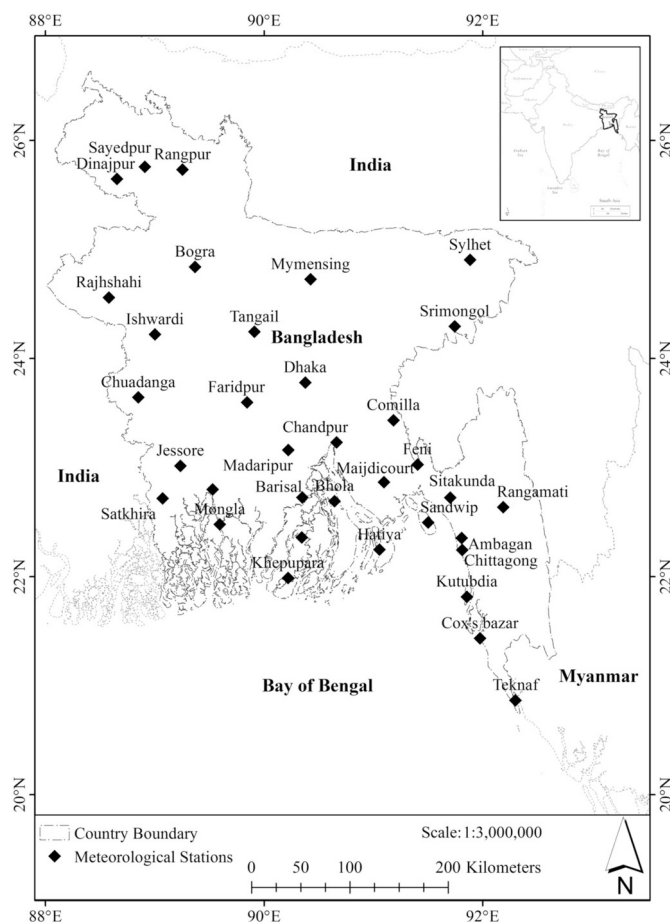 88°E 90°E 92°E
26°N 26°N
Sayedpur
Dinajpur Rangpur
India
Sylhet
Bogra
Mymensing
Rajhshahi
Srimongol
Ishwardi
Tangail
Bangladesh
24°N 24°N
Dhaka
Chuadanga
Faridpur
Comilla
Chandpur
Jessore
Feni
India
Madaripur
Maijdicourt
Barisal
Bhola
Sitakunda
Rangamati
Satkhira
Mongla
Sandwip
Hatiya
Ambagan
Chittagong
22°N 22°N
Khepupara
Kutubdia
Cox's bazar
Bay of Bengal
Teknaf
Myanmar
20°N 20°N
Country Boundary
Meteorological Stations
Scale:1:3,000,000
0 50 100 200 Kilometers
N
88°E 90°E 92°E